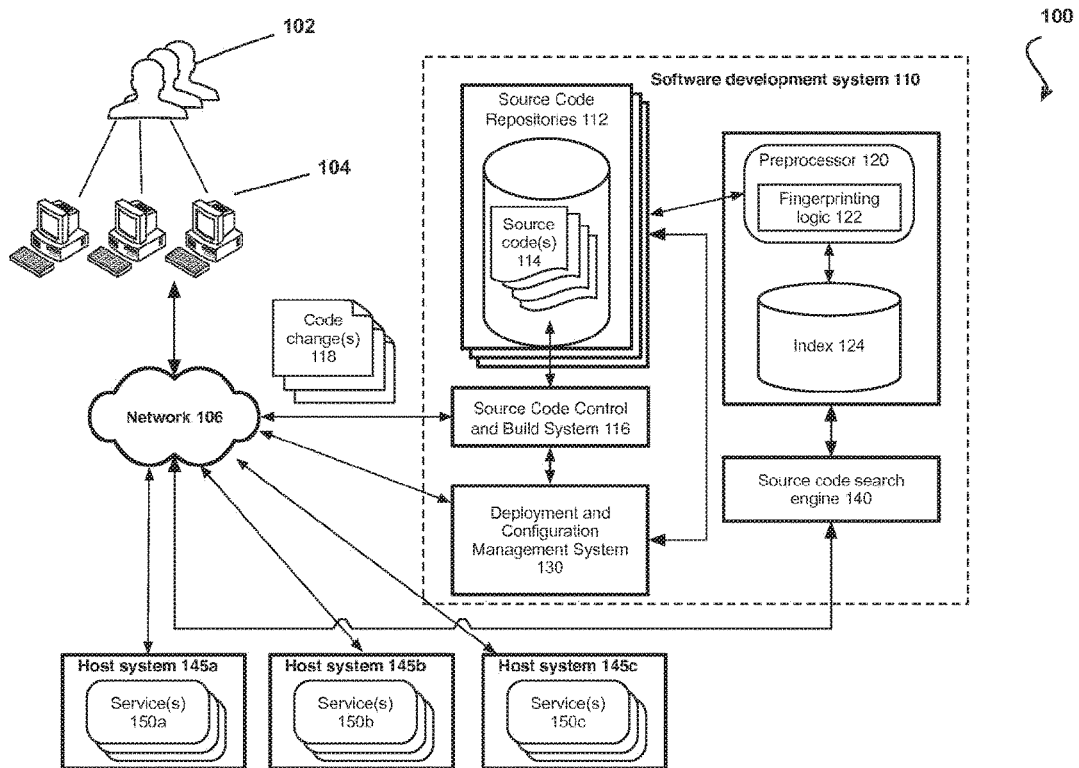 100
102
Software development system 110
Source Code
Repositories 112
Preprocessor 120
Fingerprinting
logic 122
104
Source
code(s)
114
Code
change(s)
118
Index 124
Network 106
Source Code Control
and Build System 116
Source code search
engine 140
Deployment and
Configuration
Management System
130
Host system 145a
Host system 145b
Host system 145c
Service(s)
150a
Service(s)
150b
Service(s)
150c